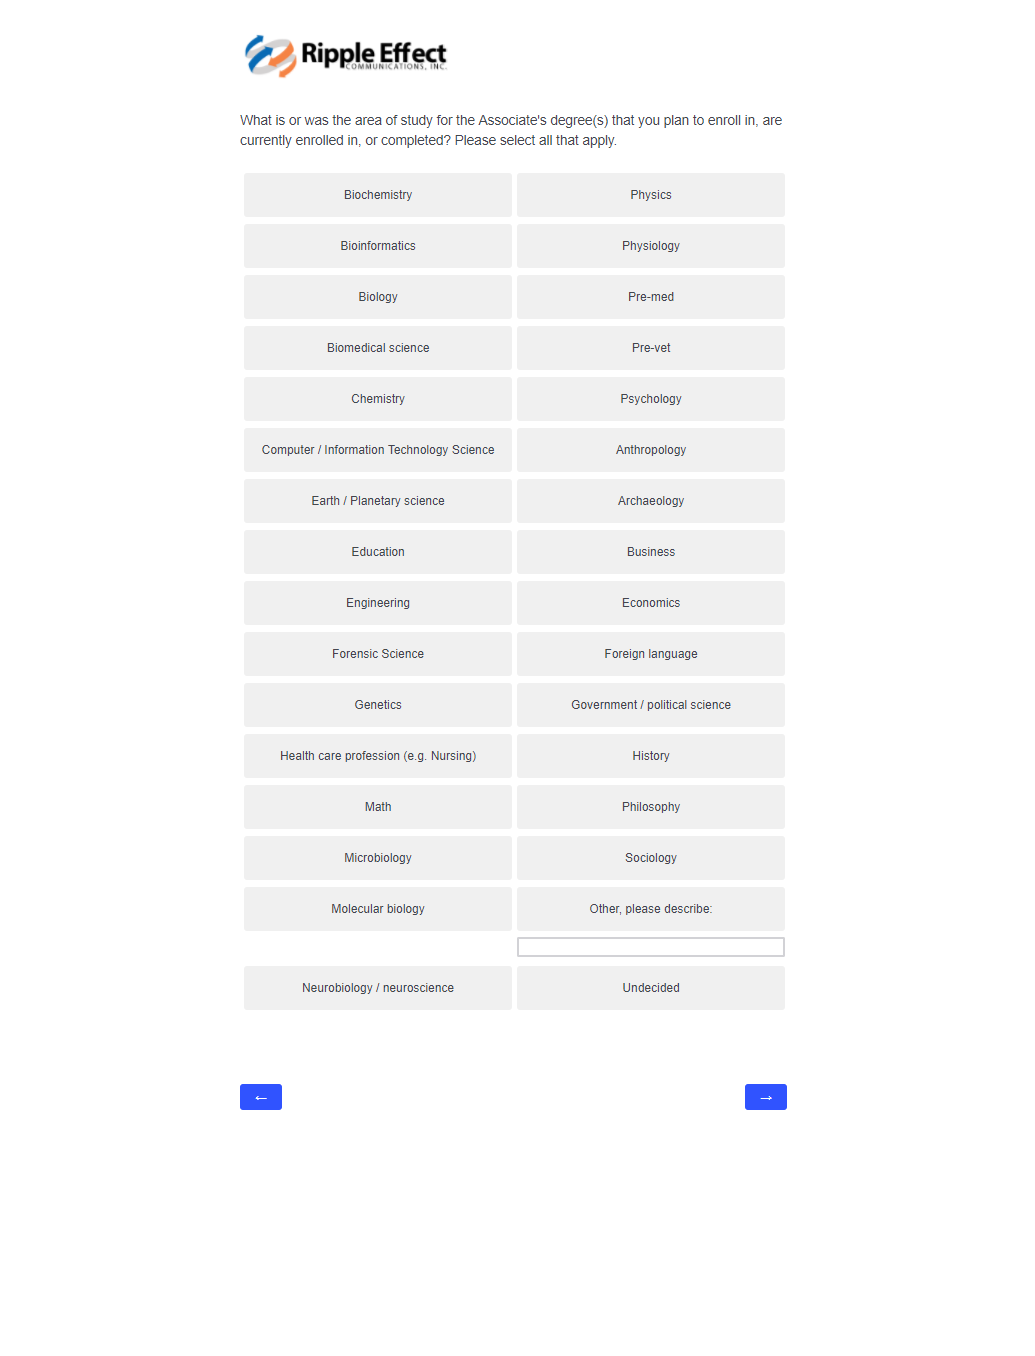 Ripple Effect
COMMUNICATIONS, INC.
What is or was the area of study for the Associate's degree(s) that you plan to enroll in, are
currently enrolled in, or completed? Please select all that apply.
Biochemistry
Physics
Bioinformatics
Physiology
Biology
Pre-med
Biomedical science
Pre-vet
Chemistry
Psychology
Computer / Information Technology Science
Anthropology
Earth / Planetary science
Archaeology
Education
Business
Engineering
Economics
Forensic Science
Foreign language
Genetics
Government / political science
Health care profession (e.g. Nursing)
History
Math
Philosophy
Microbiology
Sociology
Molecular biology
Other, please describe:
Neurobiology / neuroscience
Undecided
← →